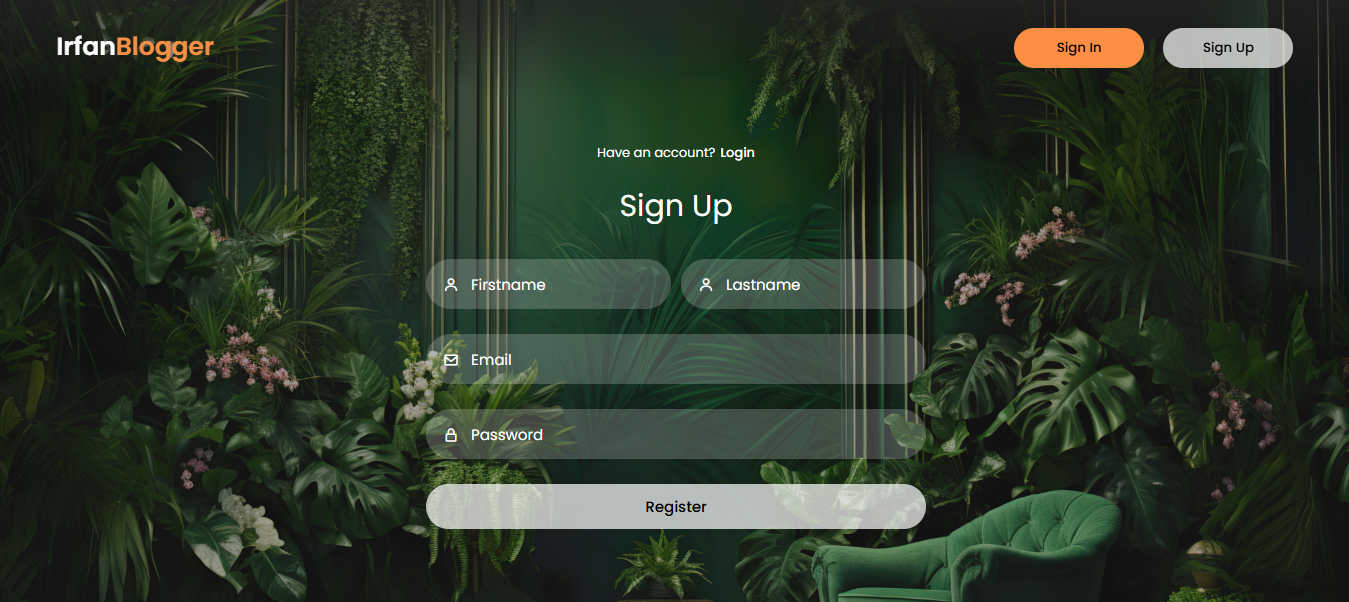 IrfanBlogger
Sign In
Sign Up
Have an account? Login
Sign Up
Firstname
Lastname
Email
Password
Register